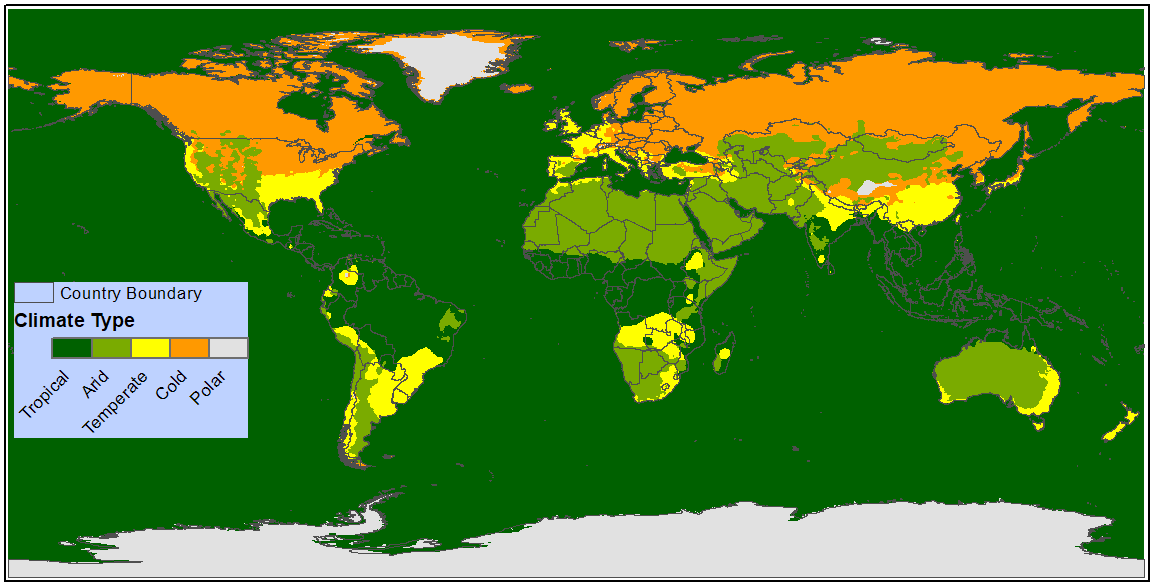 Country Boundary
Climate Type
Tropical
Arid
Temperate
Cold
Polar